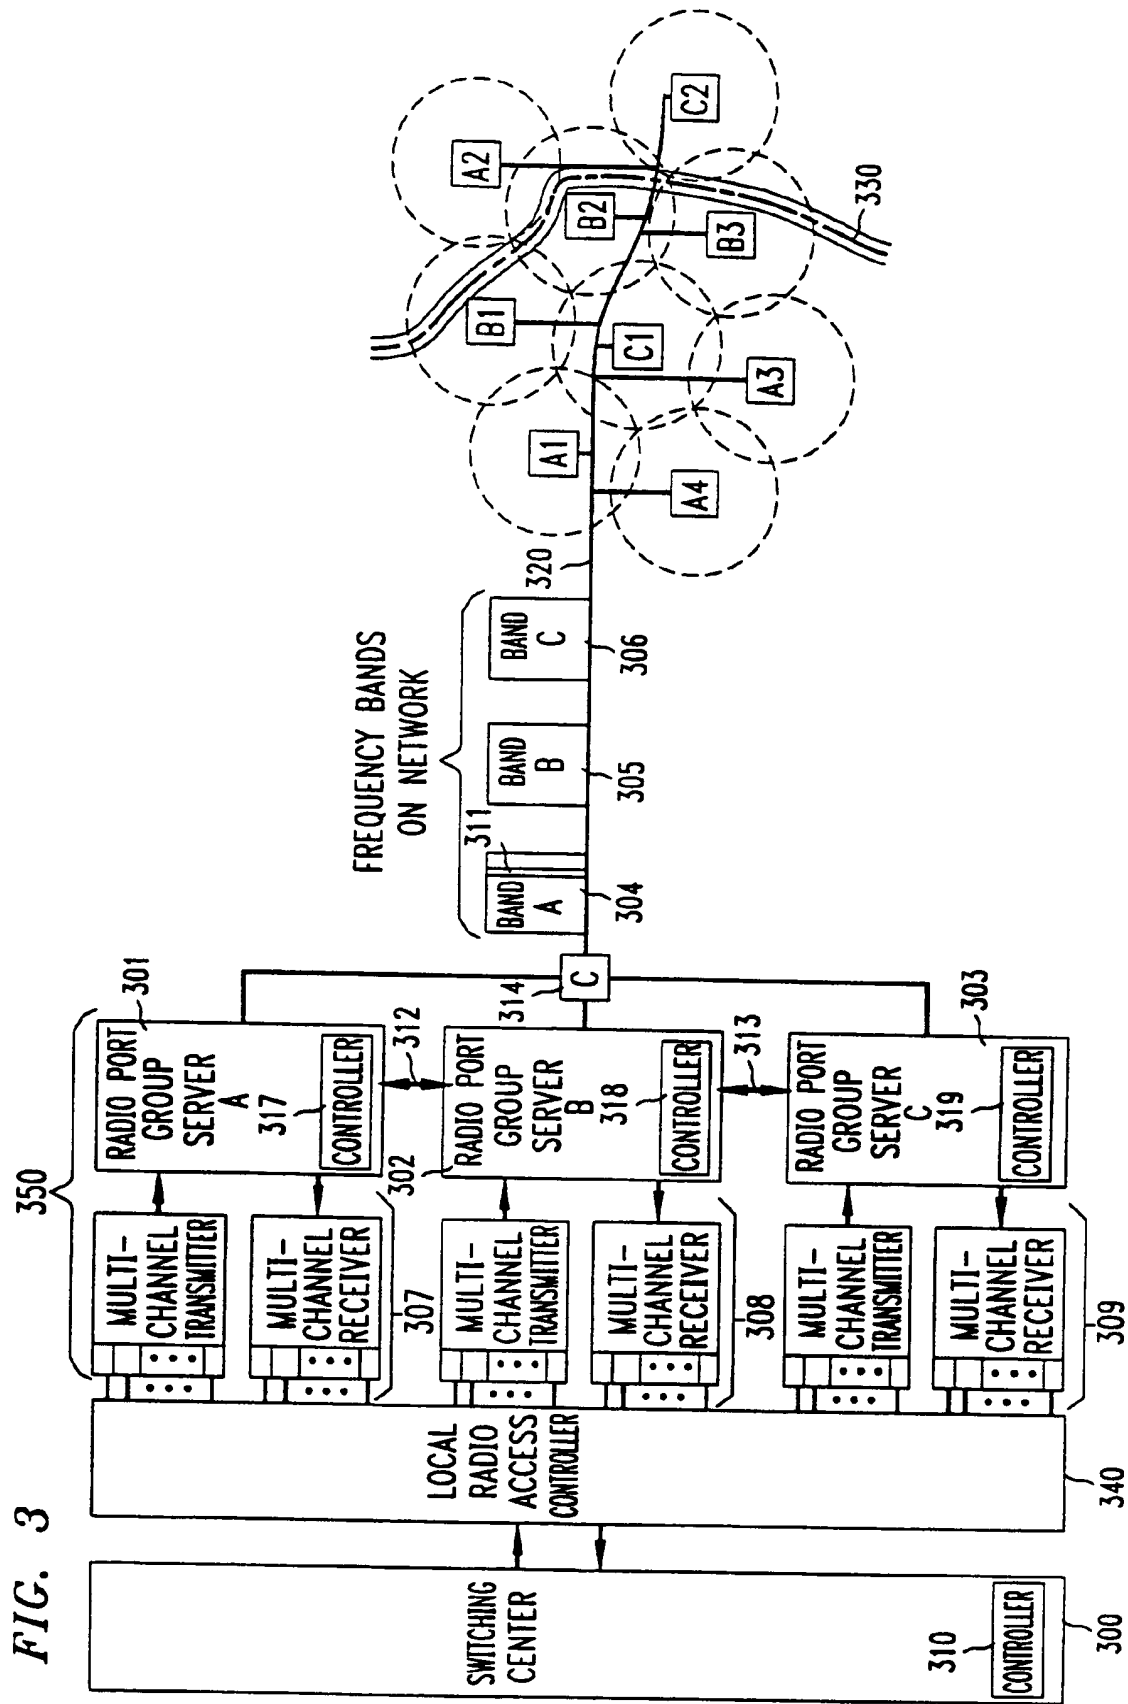 FIG. 3
350
301
RADIO PORT
GROUP
SERVER
A
317
CONTROLLER
MULTI-
CHANNEL
TRANSMITTER
MULTI-
CHANNEL
RECEIVER
307
312
302
RADIO PORT
GROUP
SERVER
B
318
CONTROLLER
MULTI-
CHANNEL
TRANSMITTER
MULTI-
CHANNEL
RECEIVER
308
313
303
RADIO PORT
GROUP
SERVER
C
319
CONTROLLER
MULTI-
CHANNEL
TRANSMITTER
MULTI-
CHANNEL
RECEIVER
309
SWITCHING
CENTER
310
CONTROLLER
300
LOCAL
RADIO
ACCESS
CONTROLLER
340
314
C
FREQUENCY BANDS
ON NETWORK
311
BAND
A
304
BAND
B
305
BAND
C
306
320
A1
A4
B1
C1
A3
A2
B2
B3
C2
330